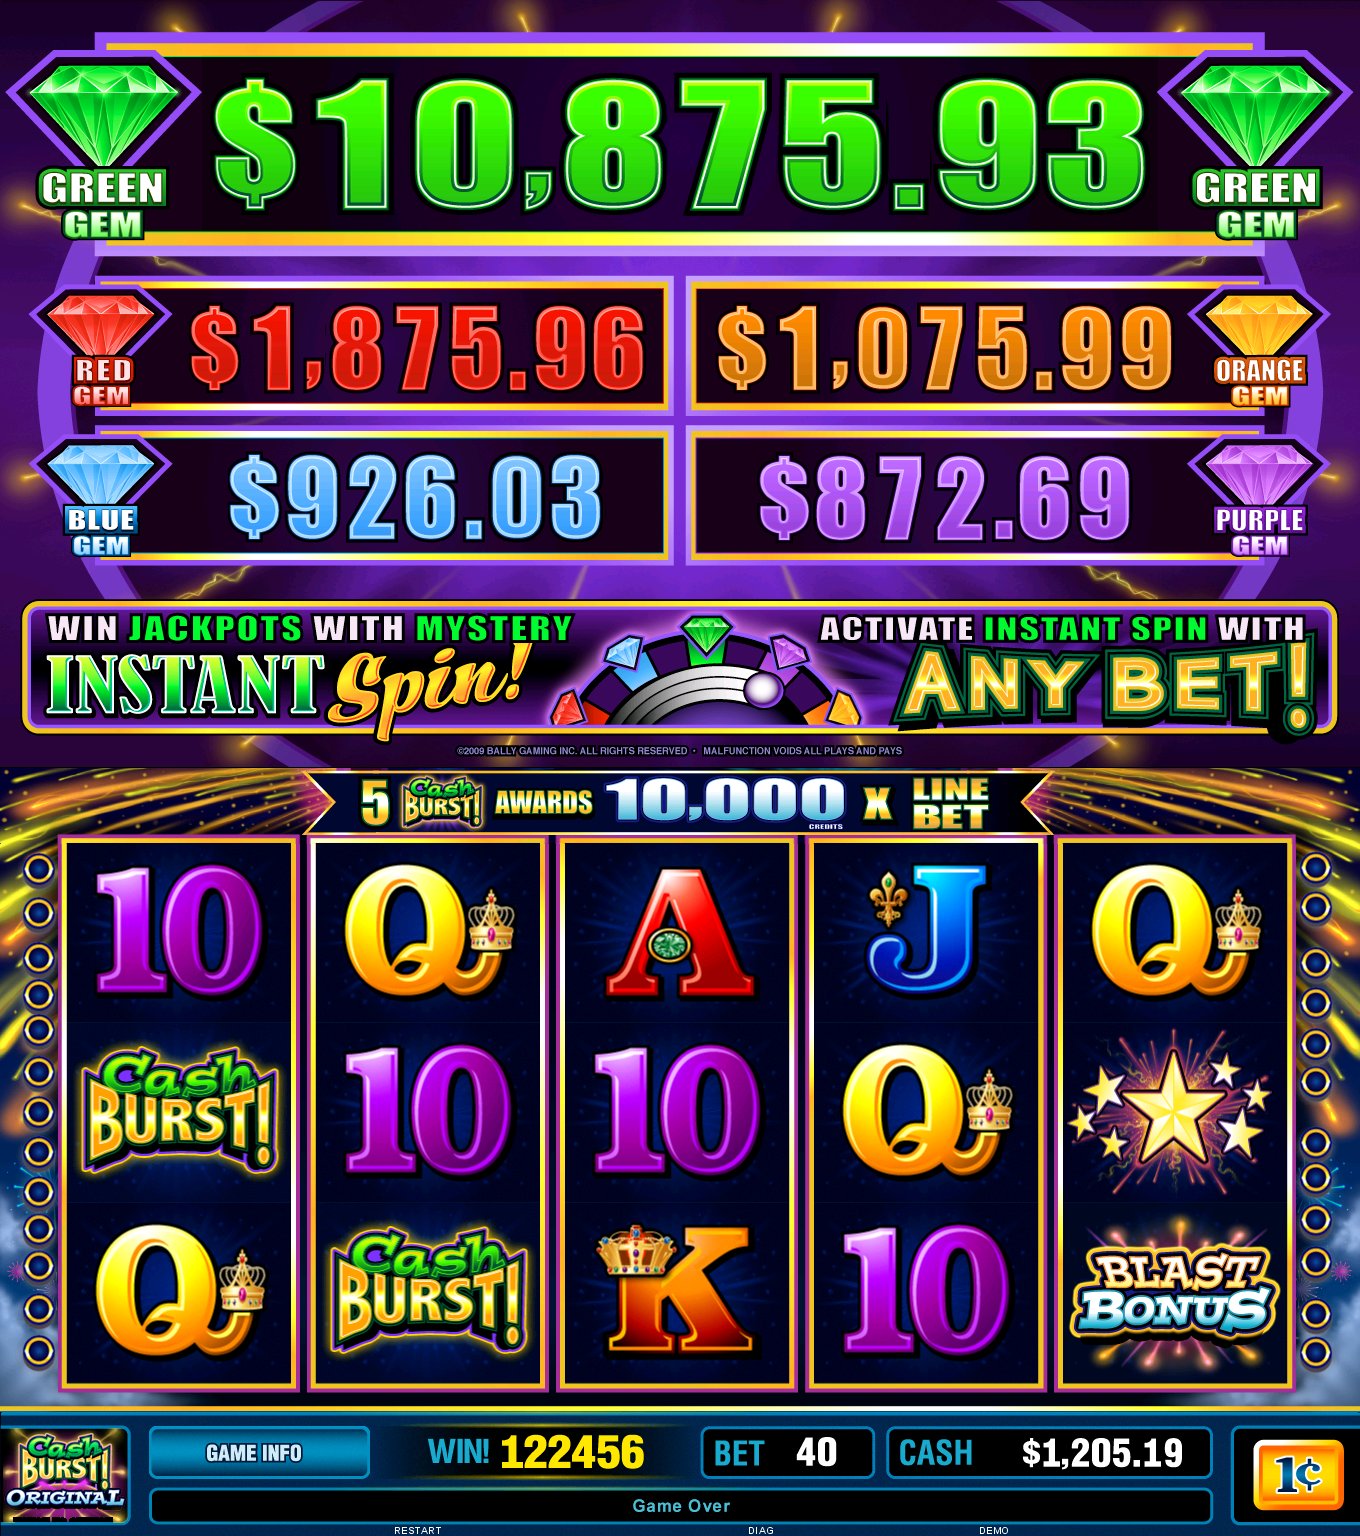 $10,875.93
GREEN GEM
GREEN GEM
$1,875.96
RED GEM
$1,075.99
ORANGE GEM
$926.03
BLUE GEM
$872.69
PURPLE GEM
WIN JACKPOTS WITH MYSTERY
INSTANT Spin!
ACTIVATE INSTANT SPIN WITH
ANY BET!
©2009 BALLY GAMING INC. ALL RIGHTS RESERVED • MALFUNCTION VOIDS ALL PLAYS AND PAYS
5 Cash BURST! AWARDS 10,000 CREDITS X LINE BET
10 Q A J Q
Cash BURST! 10 10 Q
Q Cash BURST! K 10 BLAST BONUS
Cash BURST! ORIGINAL
GAME INFO
WIN! 122456
BET 40
CASH $1,205.19
1¢
Game Over
RESTART DIAG DEMO